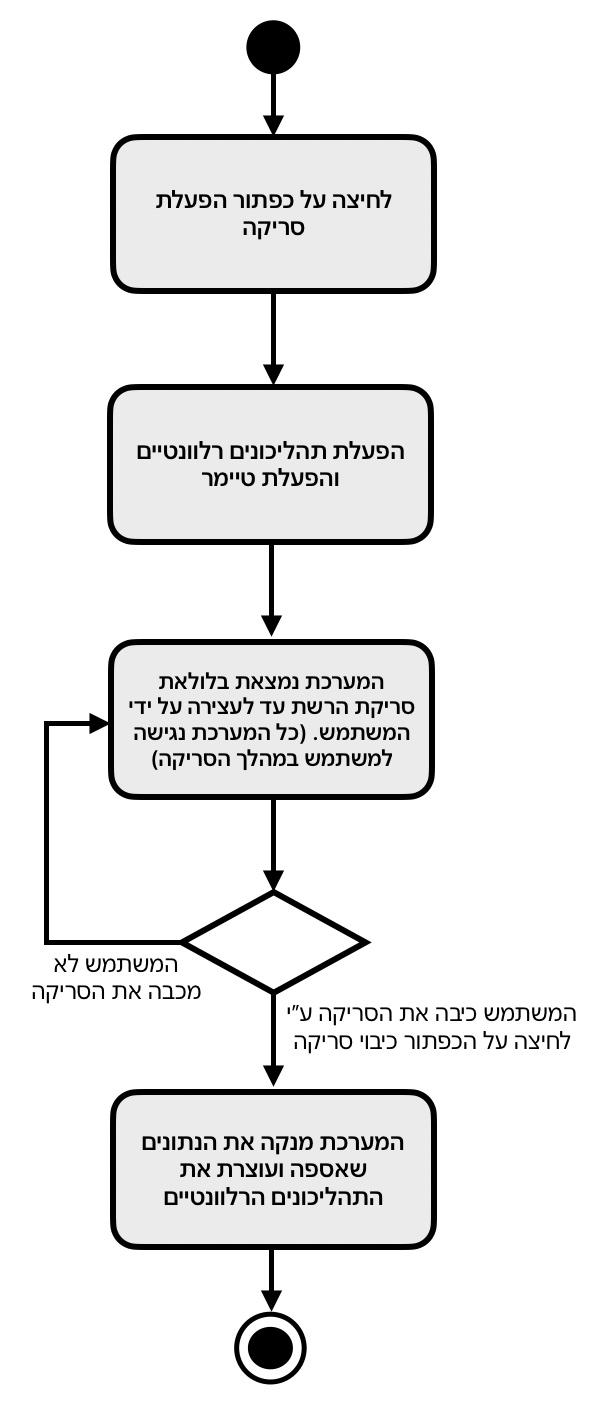 לחיצה על כפתור הפעלת
סריקה
הפעלת תהליכונים רלוונטיים
והפעלת טיימר
המערכת נמצאת בלולאת
סריקת הרשת עד לעצירה על ידי
המשתמש. (כל המערכת נגישה
למשתמש במהלך הסריקה)
המשתמש לא
מכבה את הסריקה
המשתמש כיבה את הסריקה ע"י
לחיצה על הכפתור כיבוי סריקה
המערכת מנקה את הנתונים
שאספה ועוצרת את
התהליכונים הרלוונטיים